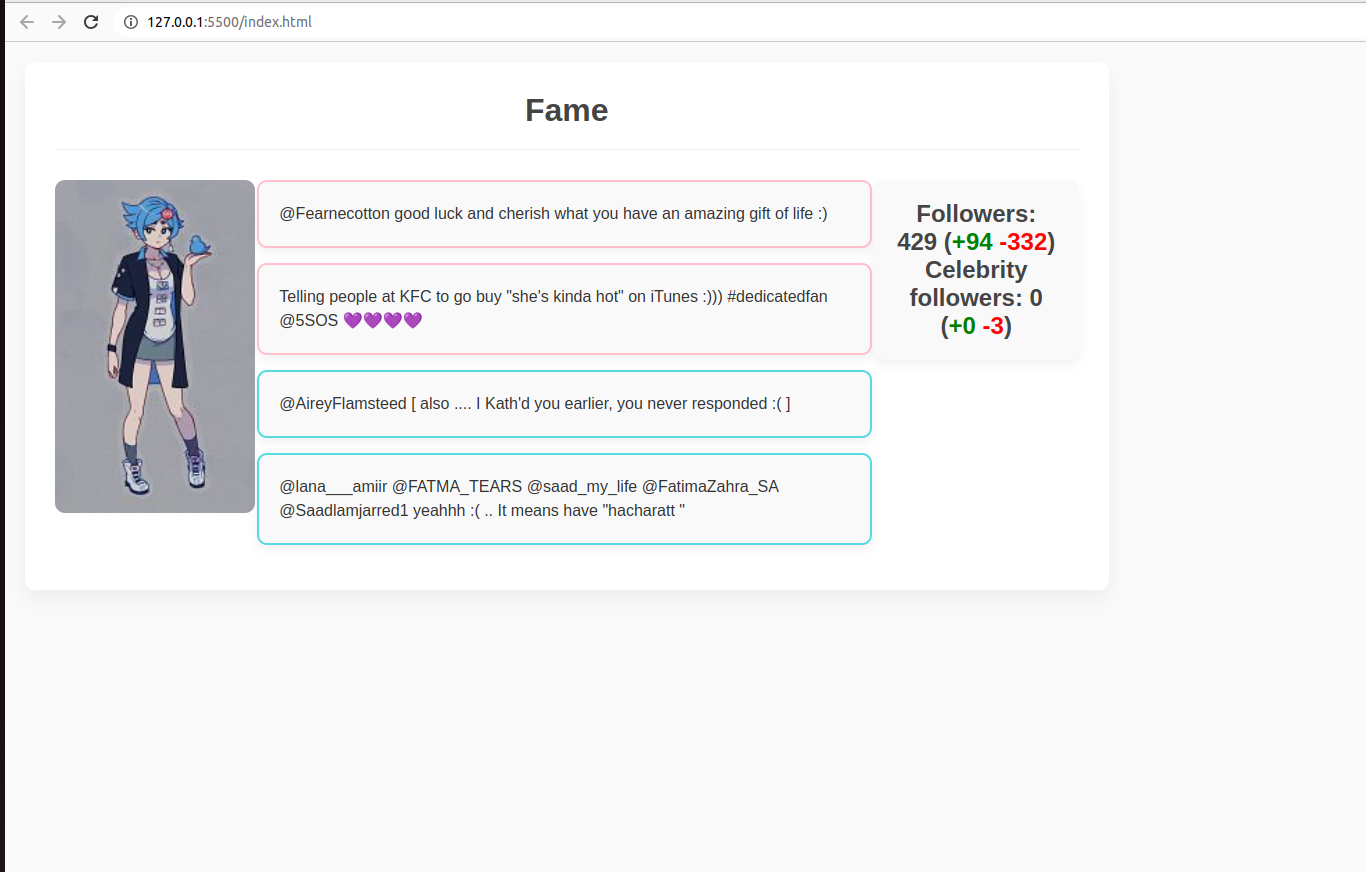 127.0.0.1:5500/index.html
Fame
@Fearnecotton good luck and cherish what you have an amazing gift of life :)
Telling people at KFC to go buy "she's kinda hot" on iTunes :))) #dedicatedfan
@5SOS 💜💜💜💜
@AireyFlamsteed [ also .... I Kath'd you earlier, you never responded :( ]
@Iana___amiir @FATMA_TEARS @saad_my_life @FatimaZahra_SA
@Saadlamjarred1 yeahhh :( .. It means have "hacharatt "
Followers:
429 (+94 -332)
Celebrity
followers: 0
(+0 -3)